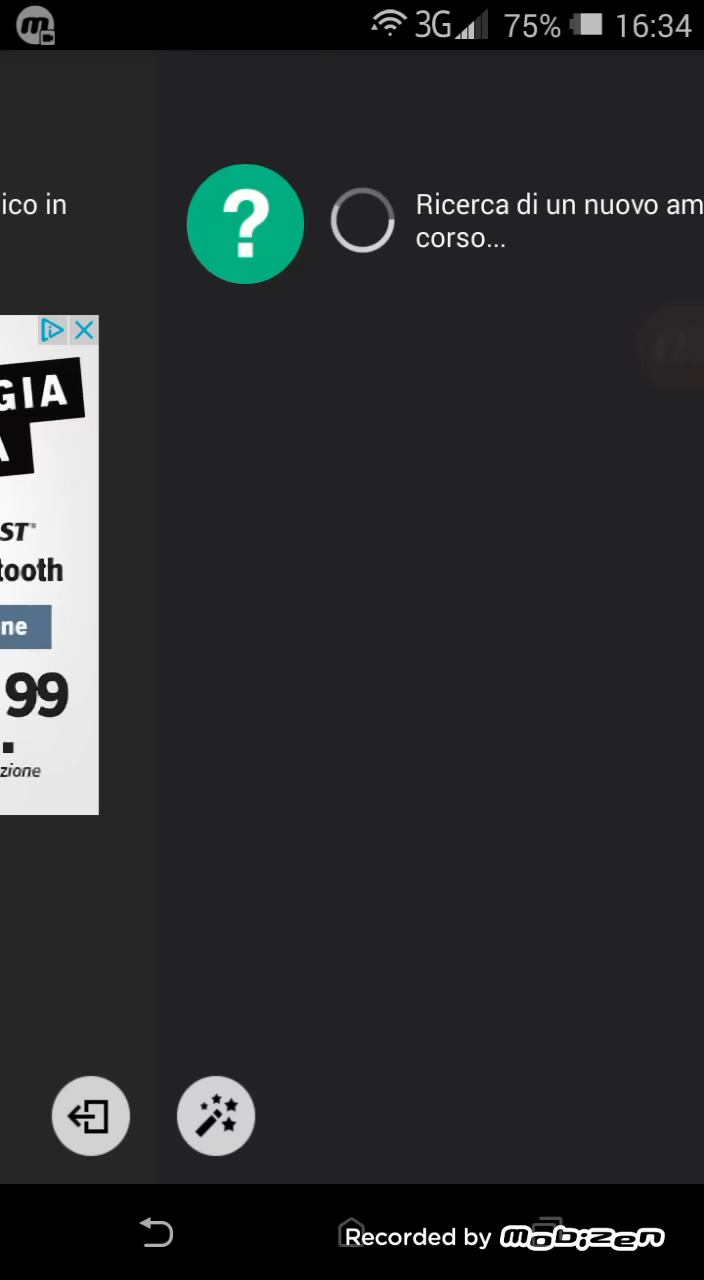 3G 75% 16:34
ico in
Ricerca di un nuovo am
corso...
GIA
A
ST
tooth
ne
99
zione
Recorded by mobizen